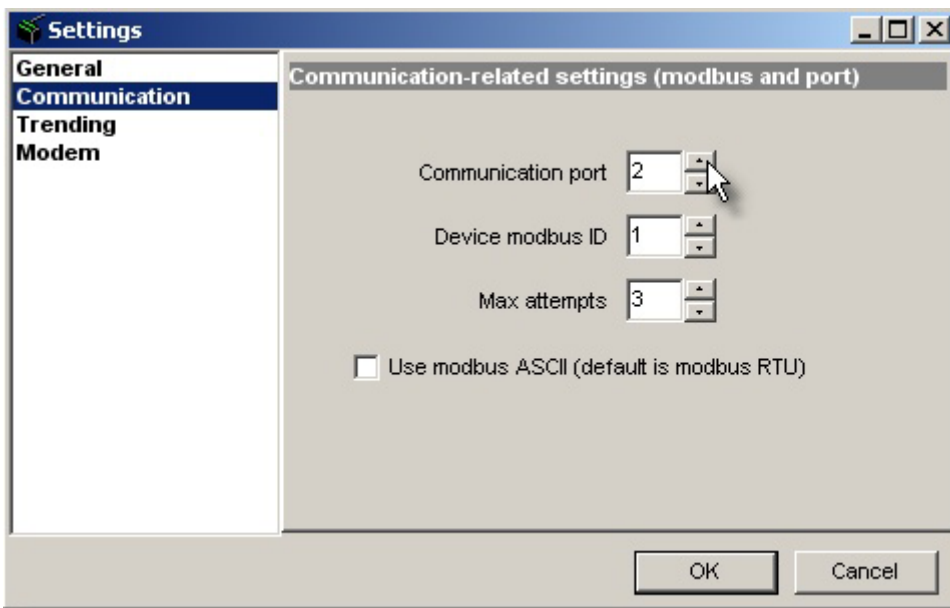 Settings
General
Communication
Trending
Modem
Communication-related settings (modbus and port)
Communication port 2
Device modbus ID 1
Max attempts 3
Use modbus ASCII (default is modbus RTU)
OK Cancel